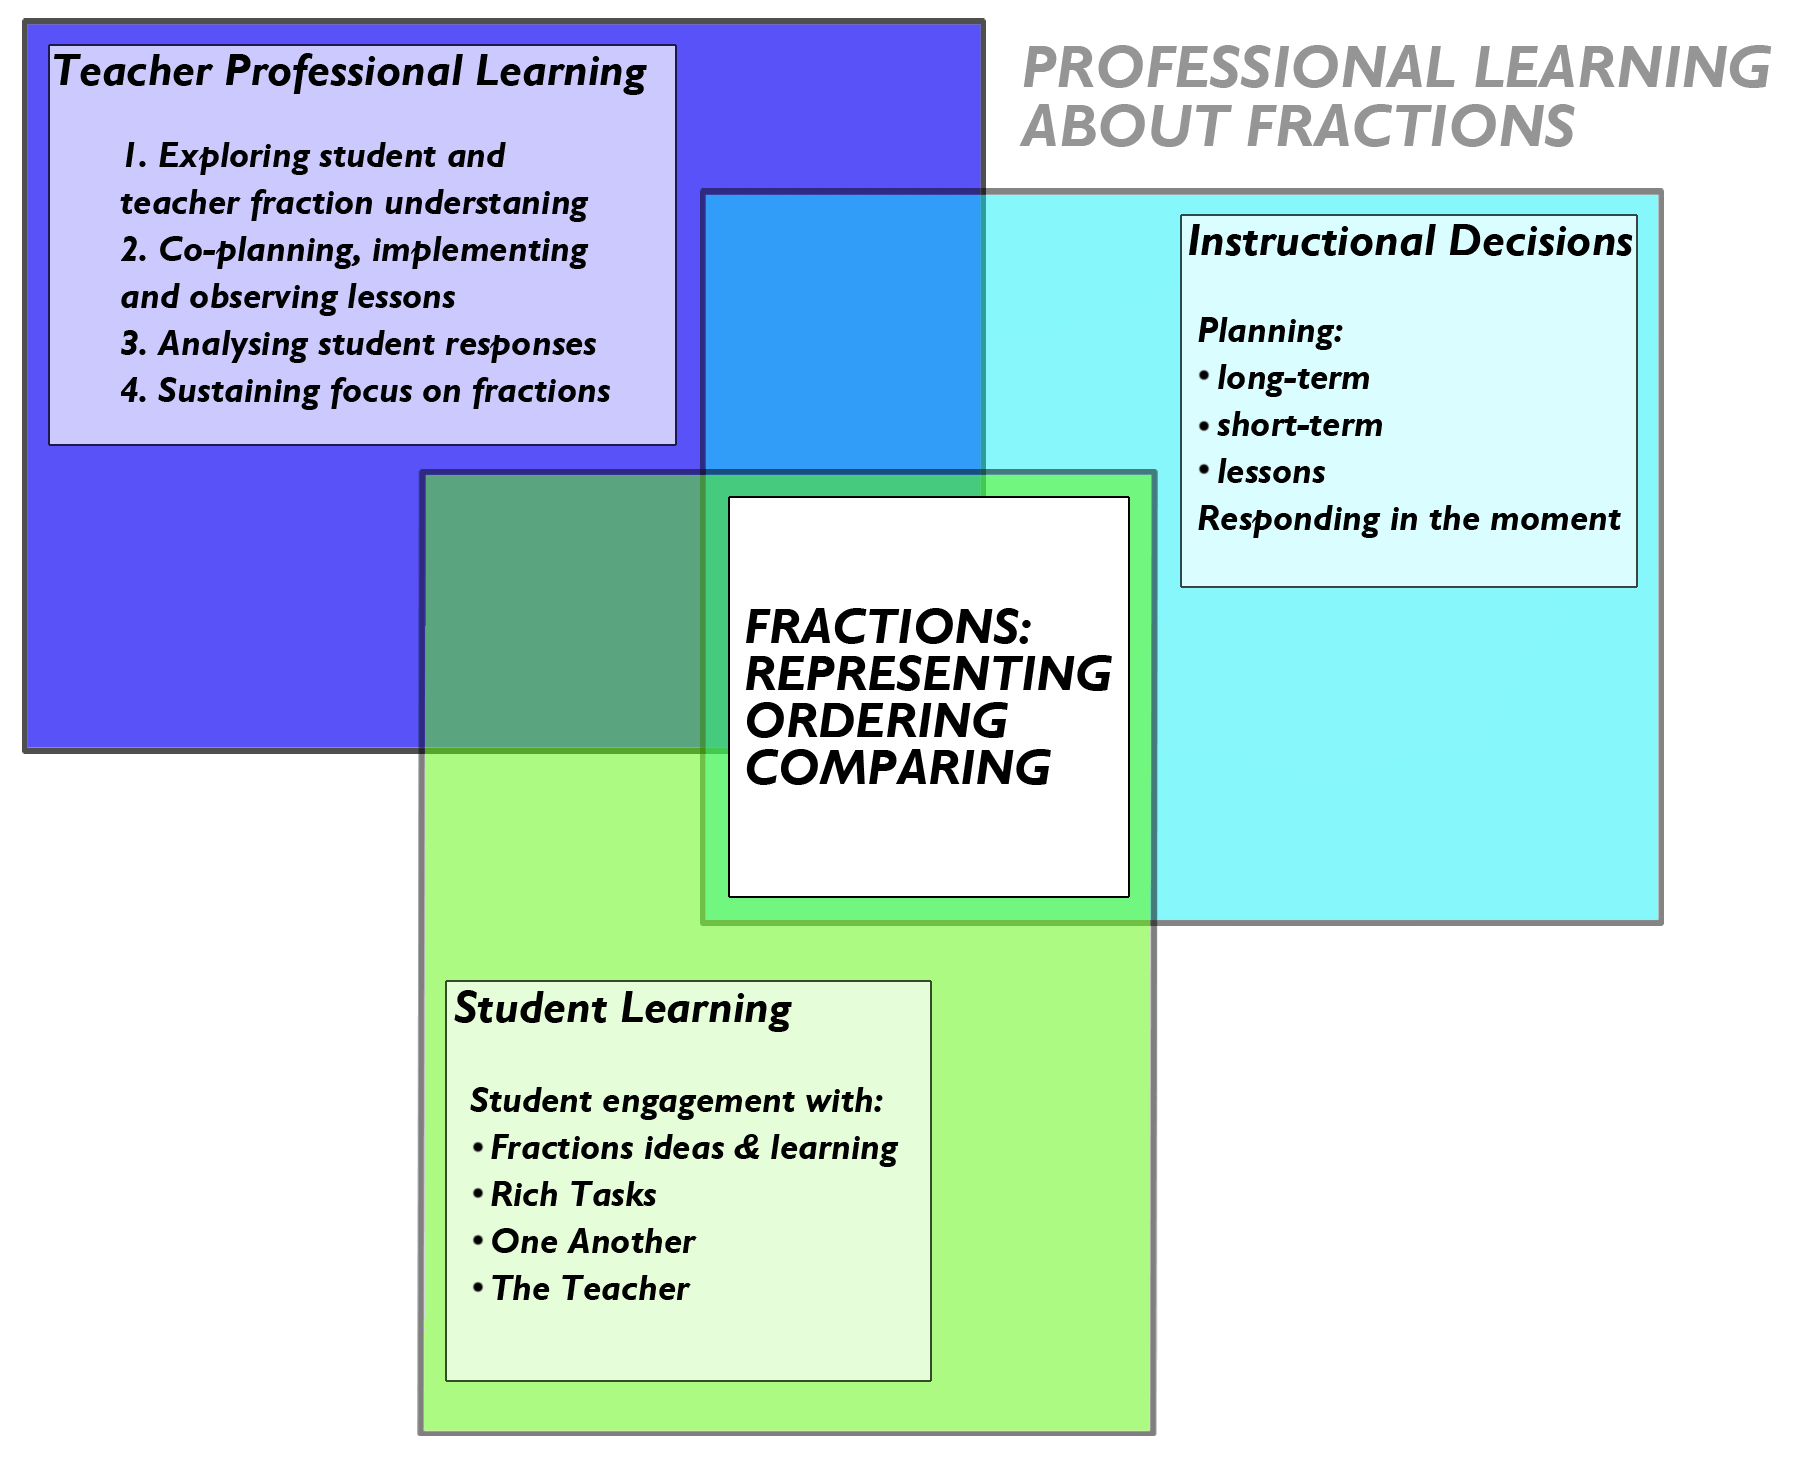 PROFESSIONAL LEARNING
ABOUT FRACTIONS
Teacher Professional Learning
1. Exploring student and
teacher fraction understaning
2. Co-planning, implementing
and observing lessons
3. Analysing student responses
4. Sustaining focus on fractions
Instructional Decisions
Planning:
• long-term
• short-term
• lessons
Responding in the moment
FRACTIONS:
REPRESENTING
ORDERING
COMPARING
Student Learning
Student engagement with:
• Fractions ideas & learning
• Rich Tasks
• One Another
• The Teacher